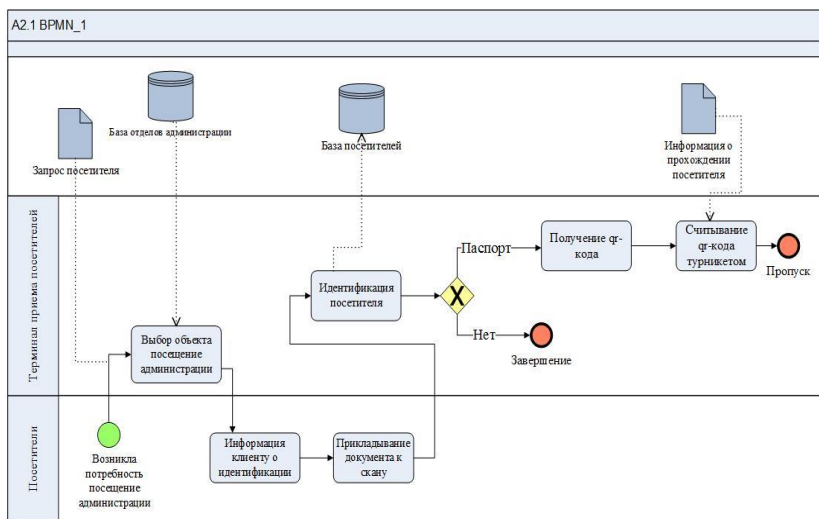 A2.1 BPMN_1
База отделов администрации
Запрос посетителя
База посетителей
Информация о
прохождении
посетителя
Терминал приема посетителей
Паспорт
Получение qr-
кода
Считывание
qr-кода
турникетом
Пропуск
Идентификация
посетителя
Нет
Завершение
Выбор объекта
посещение
администрации
Посетители
Возникла
потребность
посещение
администрации
Информация
клиенту о
идентификации
Прикладывание
документа к
скану